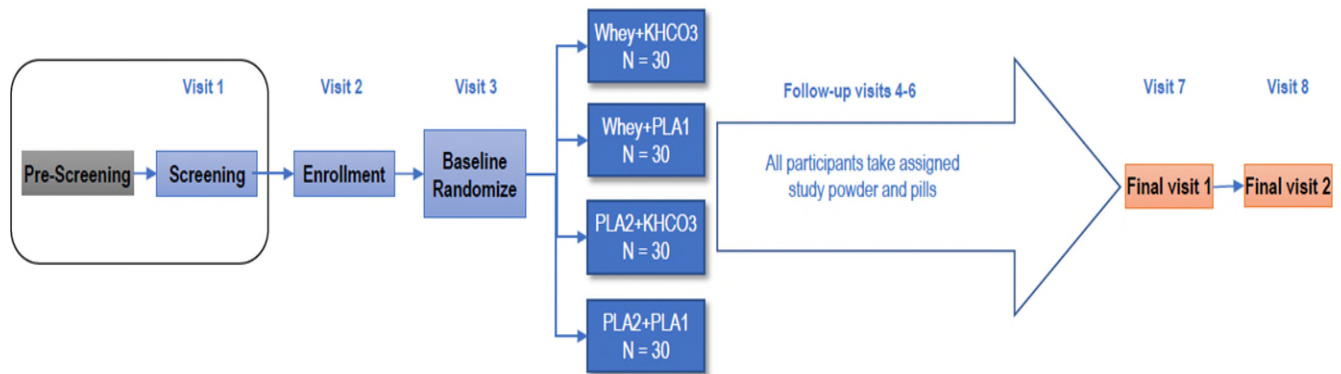 Visit 1
Visit 2
Visit 3
Pre-Screening
Screening
Enrollment
Baseline
Randomize
Whey+KHCO3
N = 30
Whey+PLA1
N = 30
PLA2+KHCO3
N = 30
PLA2+PLA1
N = 30
Follow-up visits 4-6
All participants take assigned
study powder and pills
Visit 7
Visit 8
Final visit 1
Final visit 2